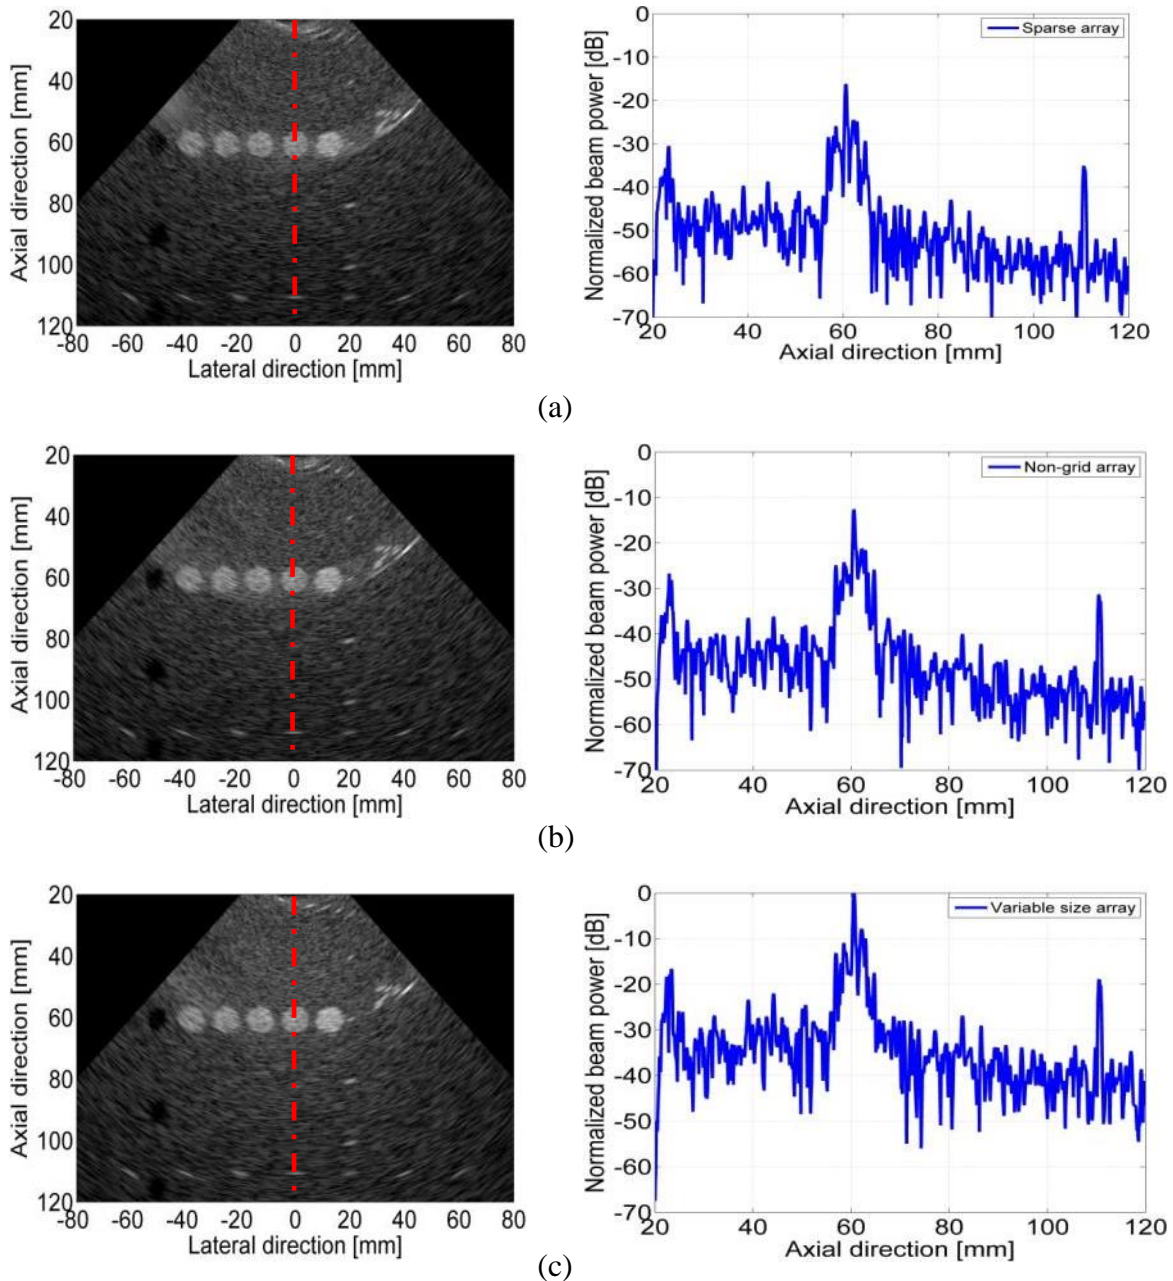 20
40
60
80
100
120
Axial direction [mm]
-80 -60 -40 -20 0 20 40 60 80
Lateral direction [mm]
0
-10
-20
-30
-40
-50
-60
-70
Normalized beam power [dB]
Sparse array
20 40 60 80 100 120
Axial direction [mm]
(a)
20
40
60
80
100
120
Axial direction [mm]
-80 -60 -40 -20 0 20 40 60 80
Lateral direction [mm]
0
-10
-20
-30
-40
-50
-60
-70
Normalized beam power [dB]
Non-grid array
20 40 60 80 100 120
Axial direction [mm]
(b)
20
40
60
80
100
120
Axial direction [mm]
-80 -60 -40 -20 0 20 40 60 80
Lateral direction [mm]
0
-10
-20
-30
-40
-50
-60
-70
Normalized beam power [dB]
Variable size array
20 40 60 80 100 120
Axial direction [mm]
(c)